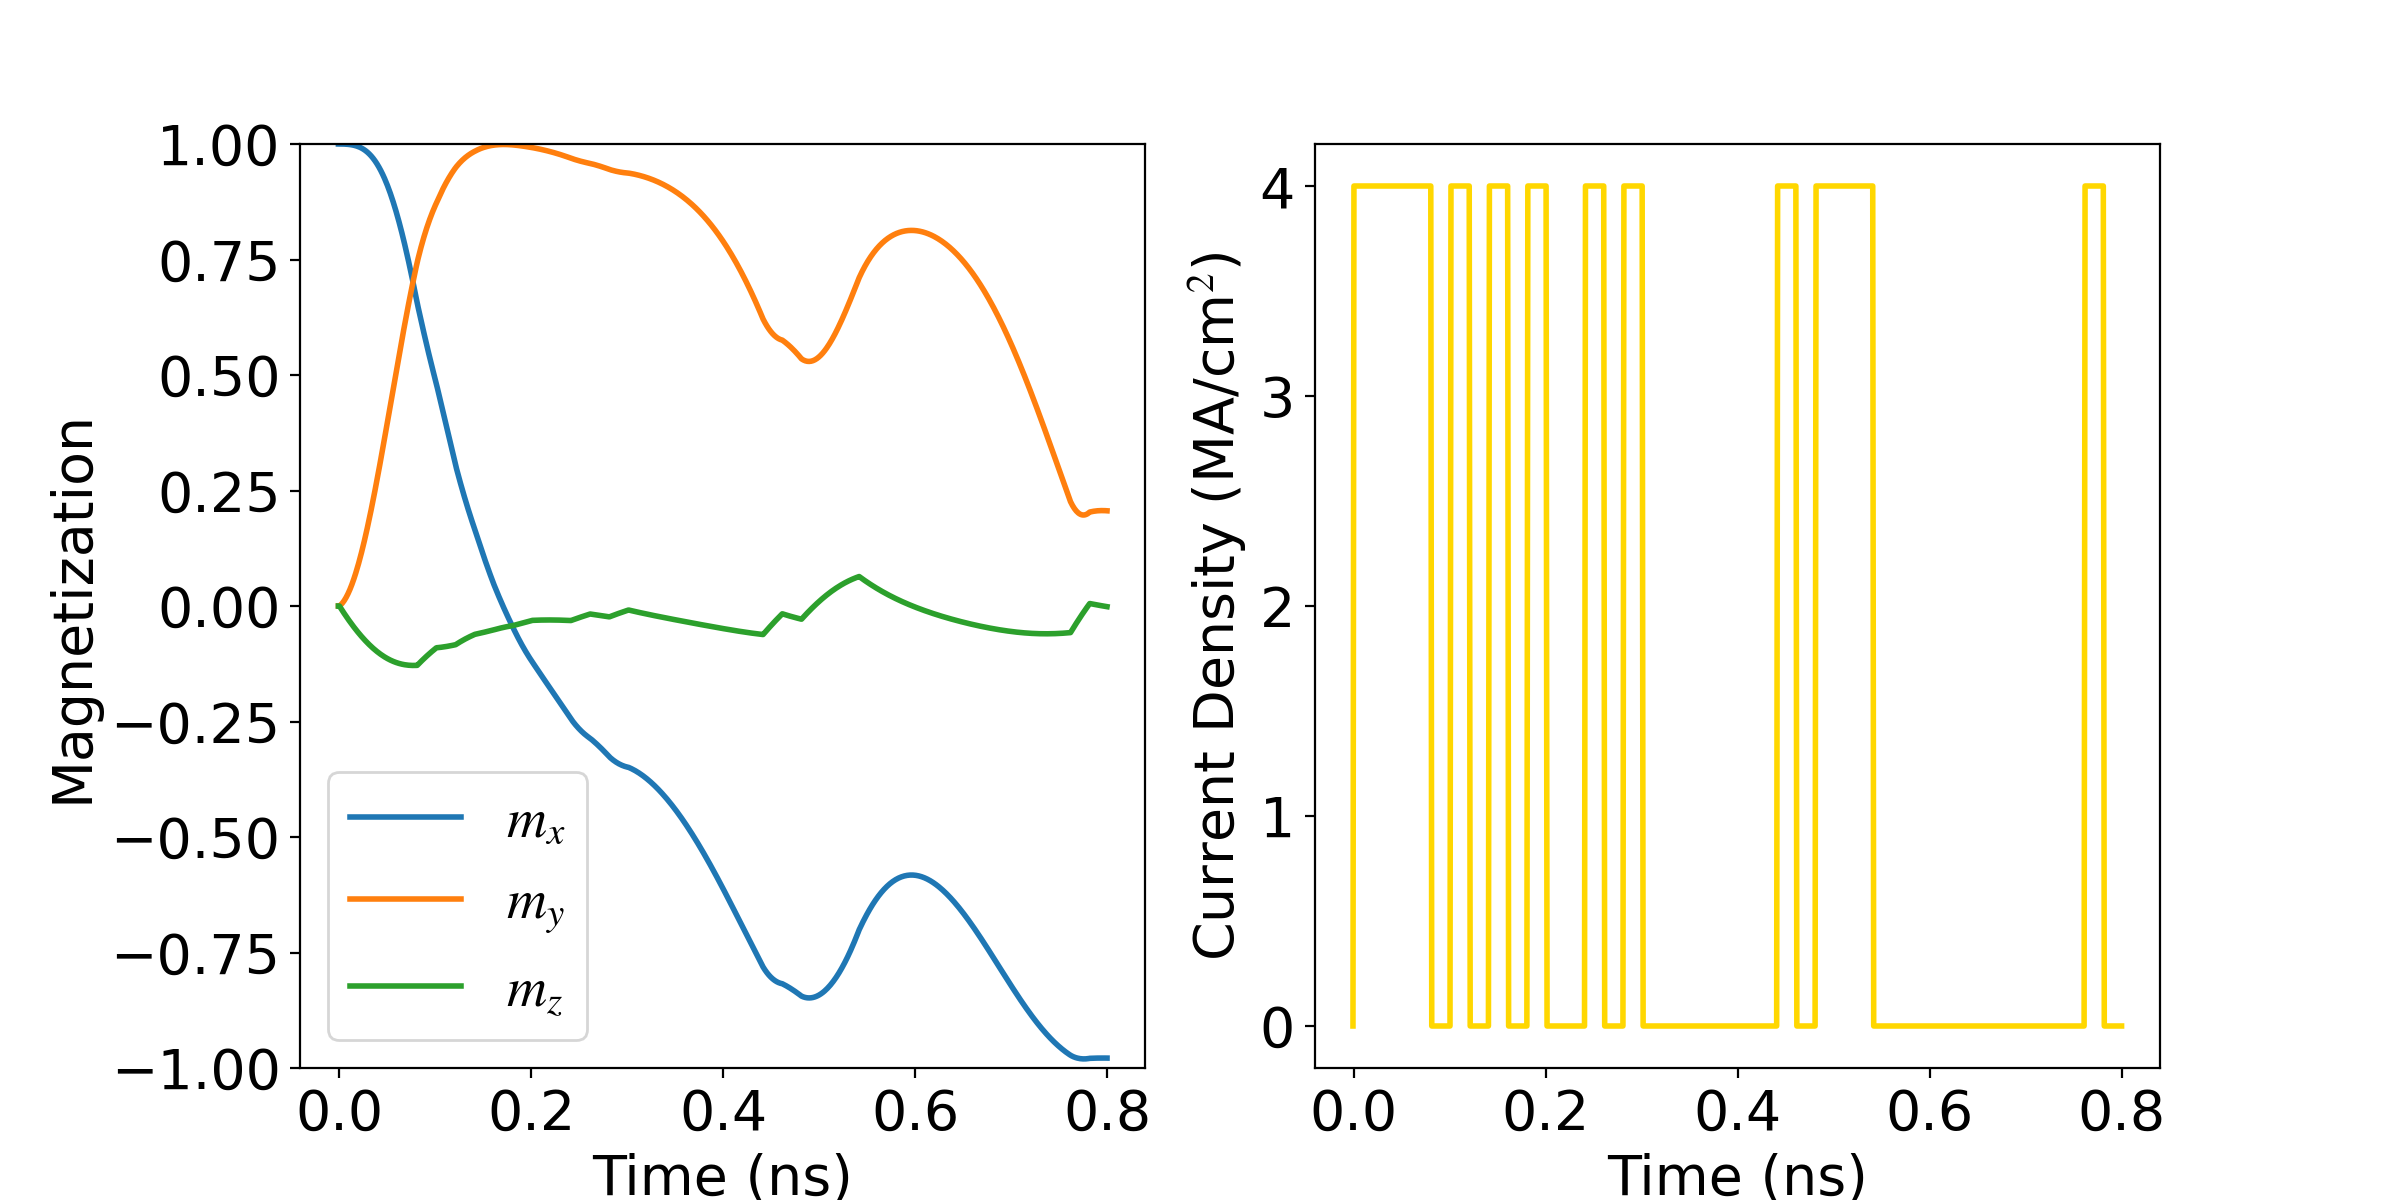 Magnetization
1.00
0.75
0.50
0.25
0.00
−0.25
−0.50
−0.75
−1.00
m_x
m_y
m_z
0.0 0.2 0.4 0.6 0.8
Time (ns)
Current Density (MA/cm²)
4
3
2
1
0
0.0 0.2 0.4 0.6 0.8
Time (ns)